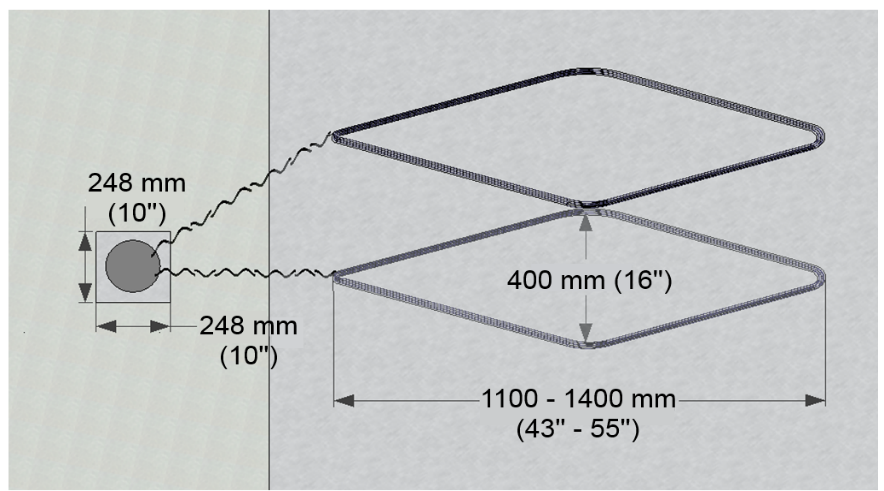 248 mm
(10")
400 mm (16")
248 mm
(10")
1100 - 1400 mm
(43" - 55")